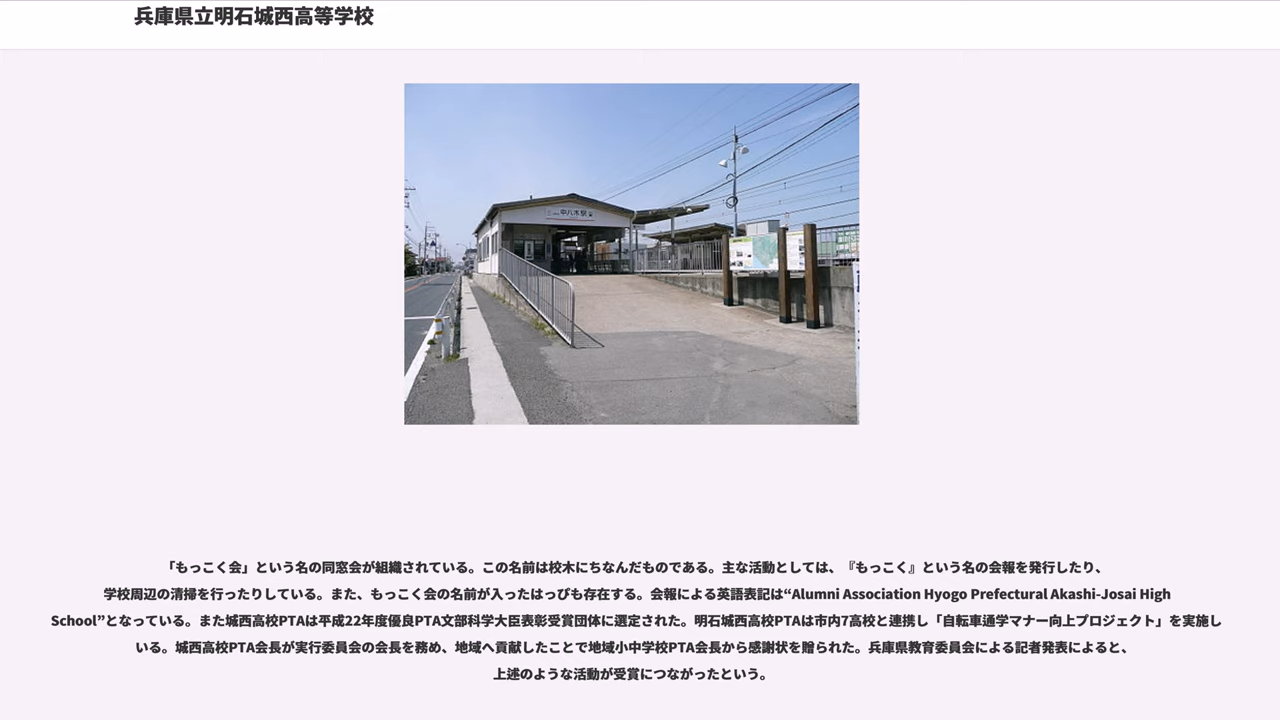 兵庫県立明石城西高等学校
中八木駅
「もっこく会」という名の同窓会が組織されている。この名前は校木にちなんだものである。主な活動としては、『もっこく』という名の会報を発行したり、
学校周辺の清掃を行ったりしている。また、もっこく会の名前が入ったはっぴも存在する。会報による英語表記は“Alumni Association Hyogo Prefectural Akashi-Josai High
School”となっている。また城西高校PTAは平成22年度優良PTA文部科学大臣表彰受賞団体に選定された。明石城西高校PTAは市内7高校と連携し「自転車通学マナー向上プロジェクト」を実施し
いる。城西高校PTA会長が実行委員会の会長を務め、地域へ貢献したことで地域小中学校PTA会長から感謝状を贈られた。兵庫県教育委員会による記者発表によると、
上述のような活動が受賞につながったという。